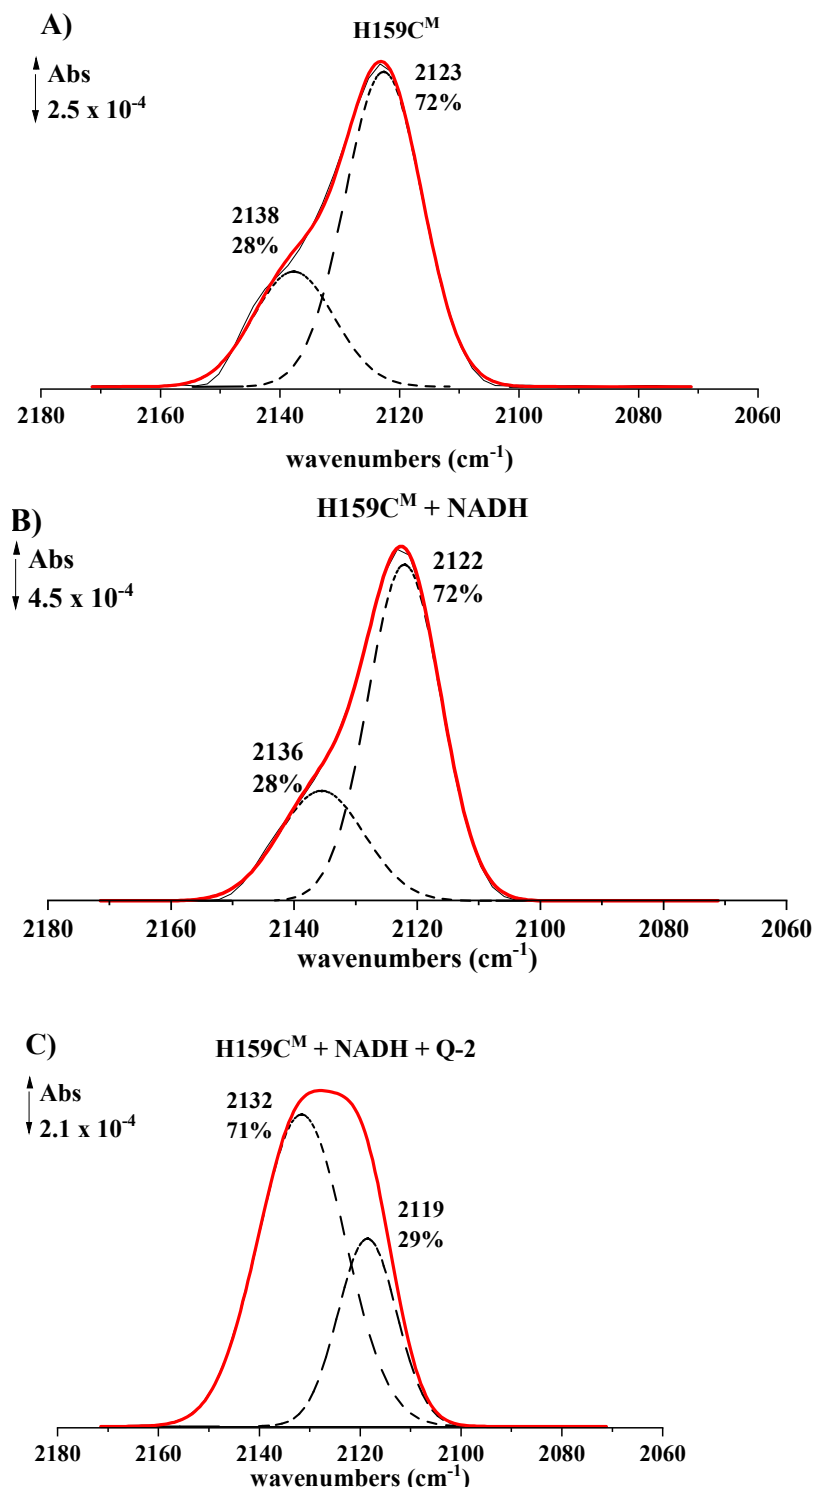 A)
H159Cᴹ
Abs
2.5 x 10⁻⁴
2123
72%
2138
28%
2180 2160 2140 2120 2100 2080 2060
wavenumbers (cm⁻¹)
B)
H159Cᴹ + NADH
Abs
4.5 x 10⁻⁴
2122
72%
2136
28%
2180 2160 2140 2120 2100 2080 2060
wavenumbers (cm⁻¹)
C)
H159Cᴹ + NADH + Q-2
Abs
2.1 x 10⁻⁴
2132
71%
2119
29%
2180 2160 2140 2120 2100 2080 2060
wavenumbers (cm⁻¹)